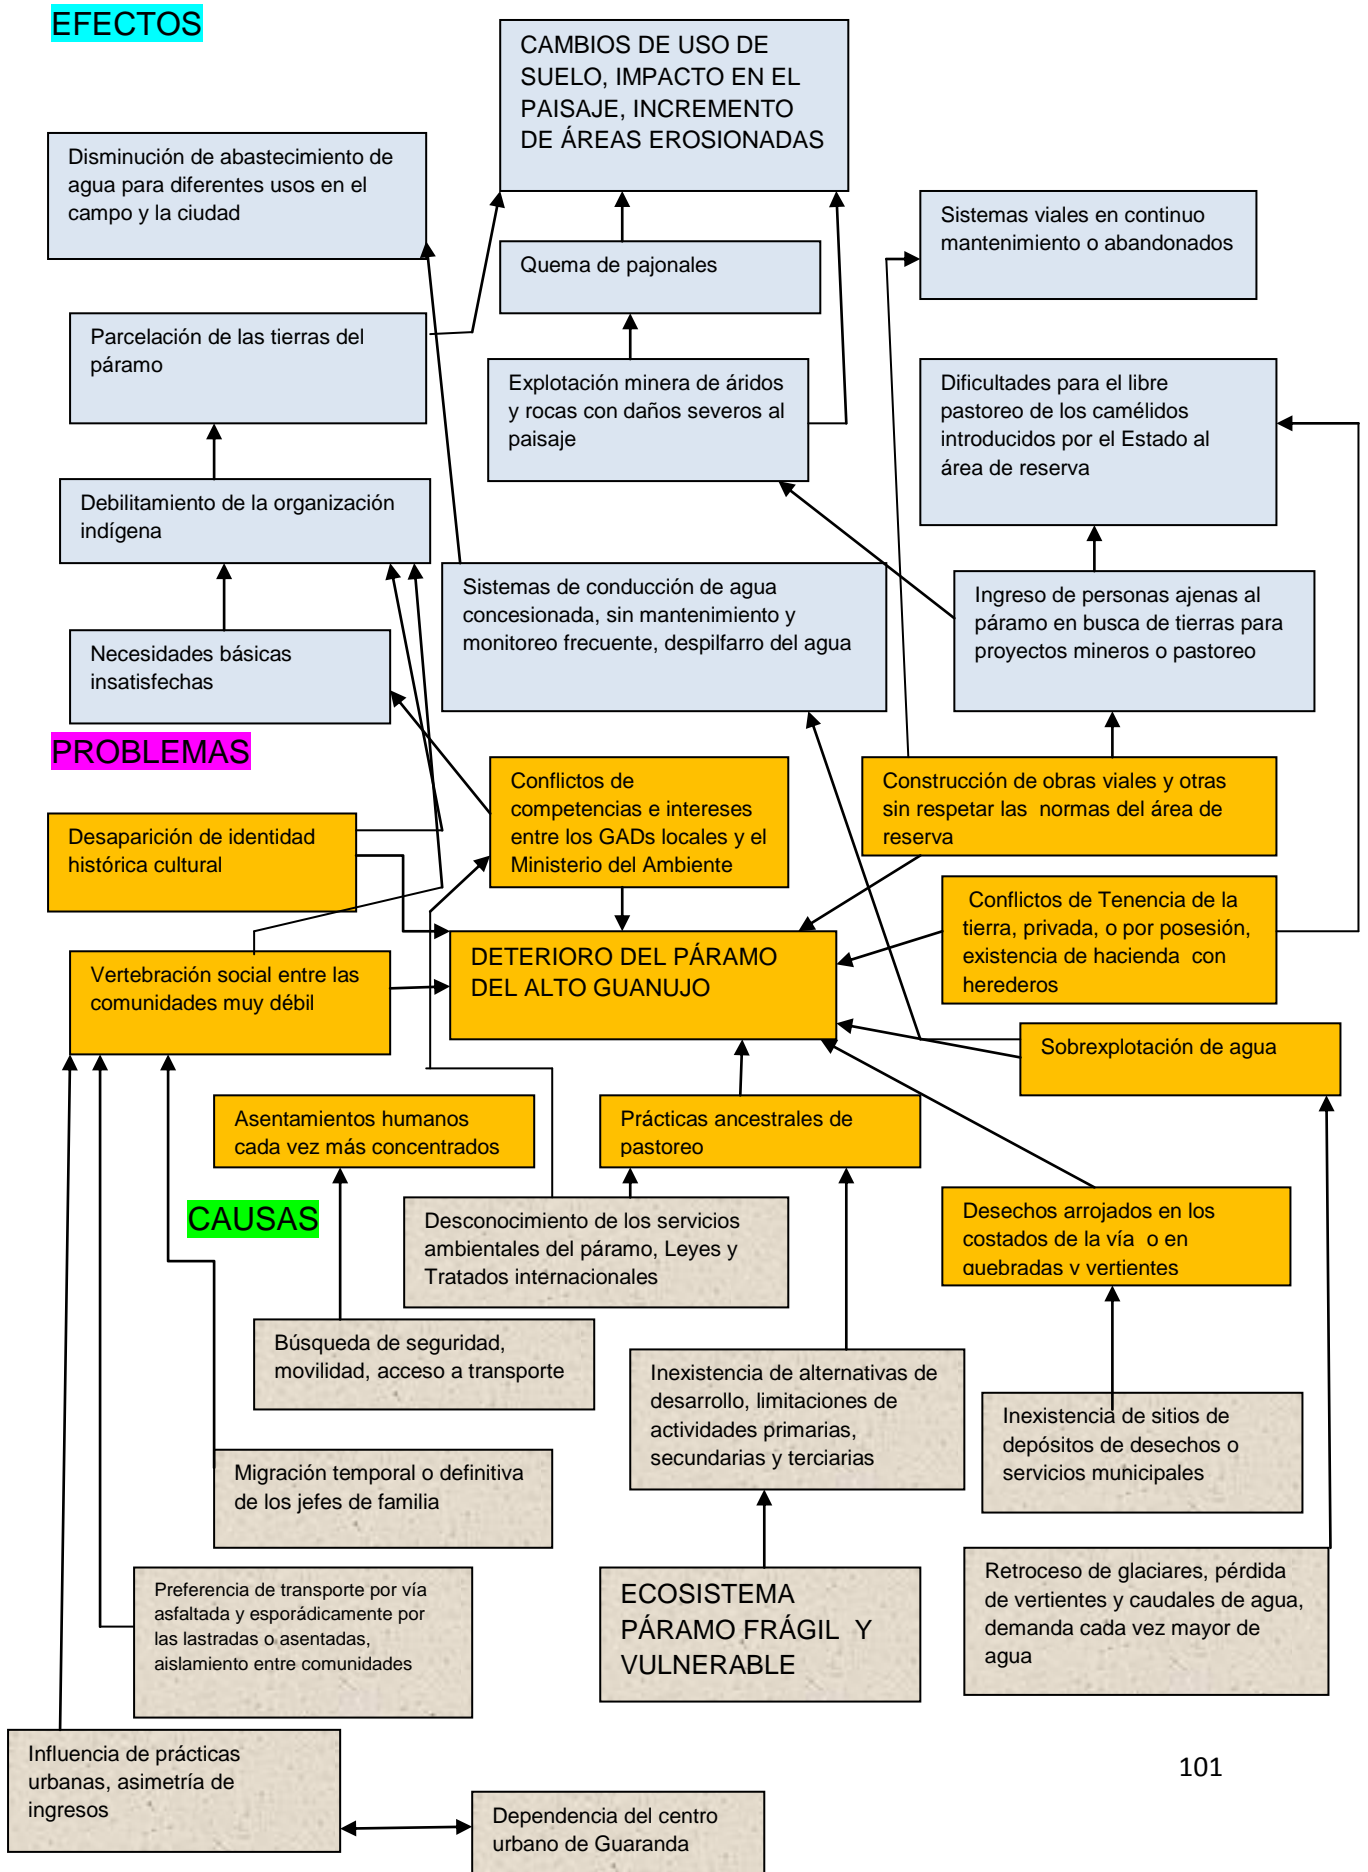 EFECTOS
CAMBIOS DE USO DE
SUELO, IMPACTO EN EL
PAISAJE, INCREMENTO
DE ÁREAS EROSIONADAS
Disminución de abastecimiento de
agua para diferentes usos en el
campo y la ciudad
Sistemas viales en continuo
mantenimiento o abandonados
Quema de pajonales
Parcelación de las tierras del
páramo
Explotación minera de áridos
y rocas con daños severos al
paisaje
Dificultades para el libre
pastoreo de los camélidos
introducidos por el Estado al
área de reserva
Debilitamiento de la organización
indígena
Sistemas de conducción de agua
concesionada, sin mantenimiento y
monitoreo frecuente, despilfarro del agua
Ingreso de personas ajenas al
páramo en busca de tierras para
proyectos mineros o pastoreo
Necesidades básicas
insatisfechas
PROBLEMAS
Conflictos de
competencias e intereses
entre los GADs locales y el
Ministerio del Ambiente
Construcción de obras viales y otras
sin respetar las  normas del área de
reserva
Desaparición de identidad
histórica cultural
Conflictos de Tenencia de la
tierra, privada, o por posesión,
existencia de hacienda  con
herederos
DETERIORO DEL PÁRAMO
DEL ALTO GUANUJO
Vertebración social entre las
comunidades muy débil
Sobrexplotación de agua
Asentamientos humanos
cada vez más concentrados
Prácticas ancestrales de
pastoreo
CAUSAS
Desconocimiento de los servicios
ambientales del páramo, Leyes y
Tratados internacionales
Desechos arrojados en los
costados de la vía  o en
quebradas y vertientes
Búsqueda de seguridad,
movilidad, acceso a transporte
Inexistencia de alternativas de
desarrollo, limitaciones de
actividades primarias,
secundarias y terciarias
Inexistencia de sitios de
depósitos de desechos o
servicios municipales
Migración temporal o definitiva
de los jefes de familia
Preferencia de transporte por vía
asfaltada y esporádicamente por
las lastradas o asentadas,
aislamiento entre comunidades
ECOSISTEMA
PÁRAMO FRÁGIL  Y
VULNERABLE
Retroceso de glaciares, pérdida
de vertientes y caudales de agua,
demanda cada vez mayor de
agua
Influencia de prácticas
urbanas, asimetría de
ingresos
Dependencia del centro
urbano de Guaranda
101